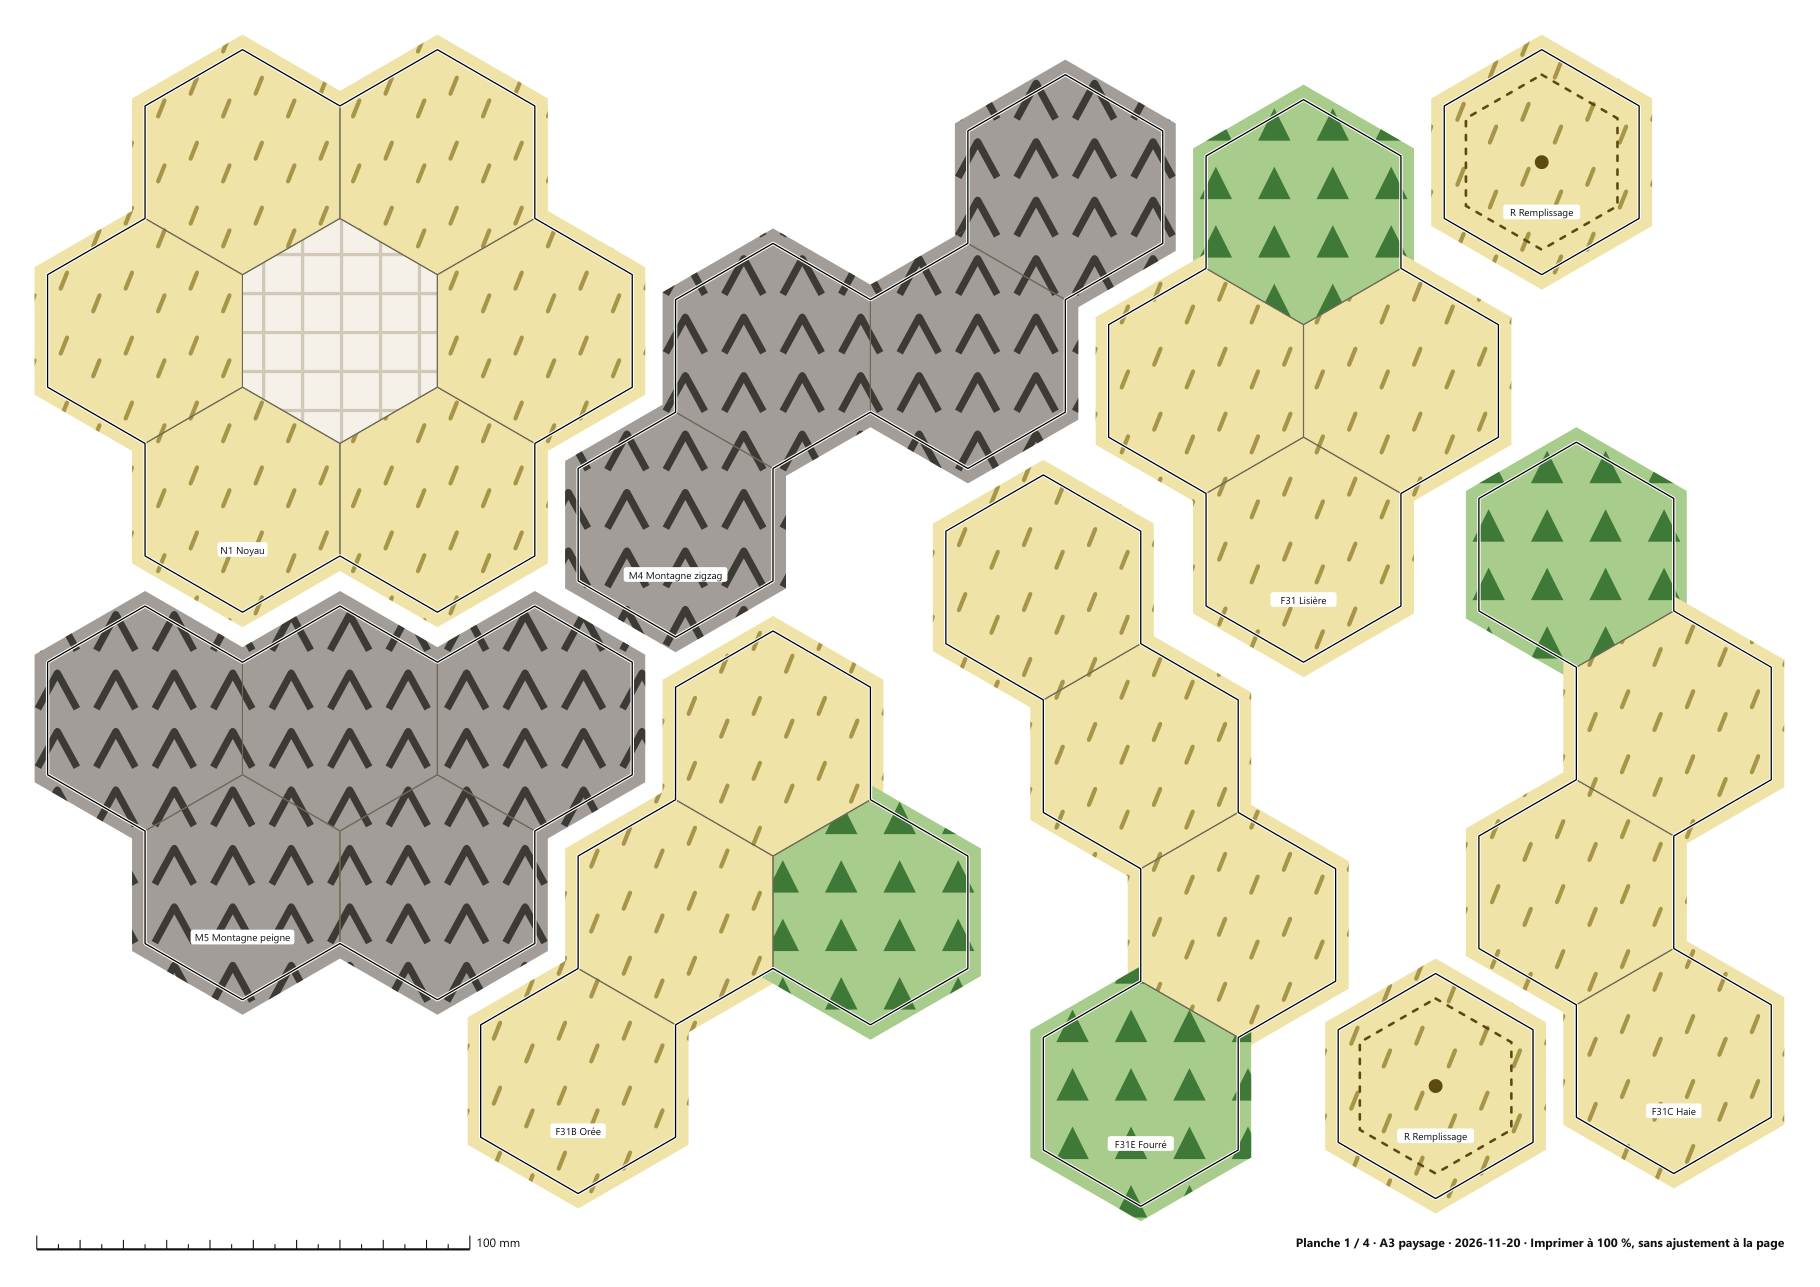 R Remplissage
N1 Noyau
M4 Montagne zigzag
F31 Lisière
M5 Montagne peigne
F31B Orée
F31E Fourré
R Remplissage
F31C Haie
100 mm
Planche 1 / 4 · A3 paysage · 2026-11-20 · Imprimer à 100 %, sans ajustement à la page